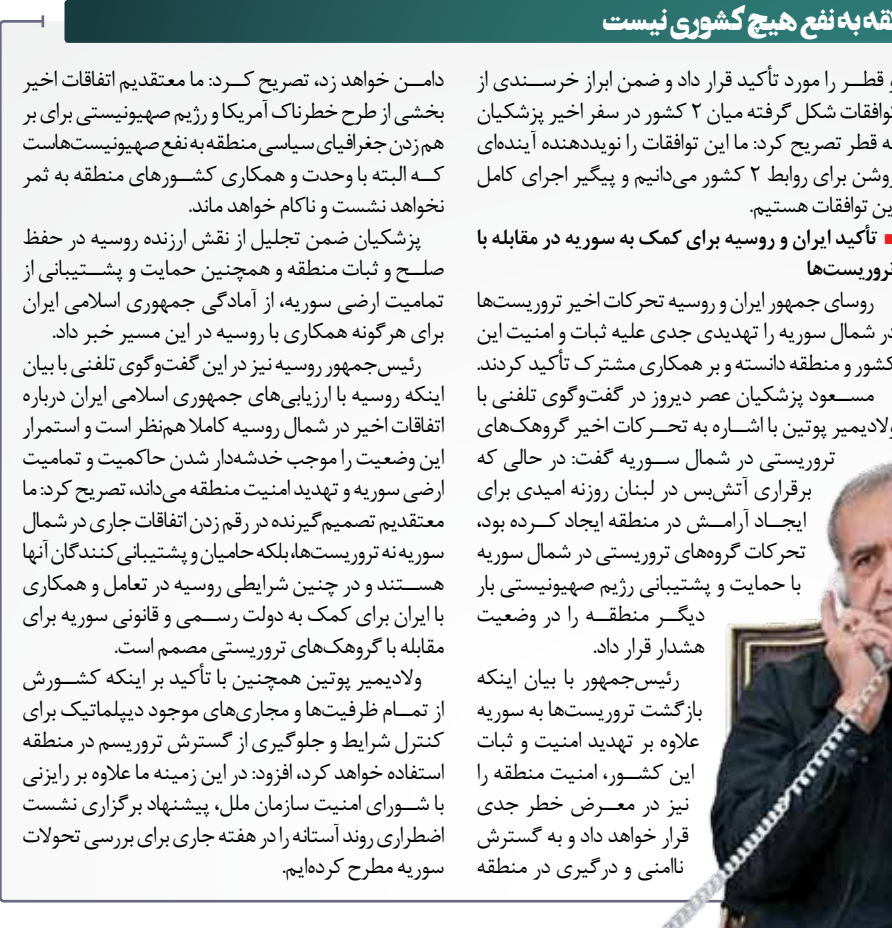 به نفع هیچ کشوری نیست
قطر را مورد تأکید قرار داد و ضمن ابراز خرسندی از
توافقات شکل گرفته میان ۲ کشور در سفر اخیر پزشکیان
به قطر تصریح کرد: ما این توافقات را نویددهنده آینده‌ای
روشن برای روابط ۲ کشور می‌دانیم و پیگیر اجرای کامل
این توافقات هستیم.
تأکید ایران و روسیه برای کمک به سوریه در مقابله با
تروریست‌ها
روسای جمهور ایران و روسیه تحرکات اخیر تروریست‌ها
در شمال سوریه را تهدیدی جدی علیه ثبات و امنیت این
کشور و منطقه دانسته و بر همکاری مشترک تأکید کردند.
مسعود پزشکیان عصر دیروز در گفت‌وگوی تلفنی با
ولادیمیر پوتین با اشاره به تحرکات اخیر گروهک‌های
تروریستی در شمال سوریه گفت: در حالی که
برقراری آتش‌بس در لبنان روزنه امیدی برای
ایجاد آرامش در منطقه ایجاد کرده بود،
تحرکات گروه‌های تروریستی در شمال سوریه
با حمایت و پشتیبانی رژیم صهیونیستی بار
دیگر منطقه را در وضعیت
هشدار قرار داد.
رئیس‌جمهور با بیان اینکه
بازگشت تروریست‌ها به سوریه
علاوه بر تهدید امنیت و ثبات
این کشور، امنیت منطقه را
نیز در معرض خطر جدی
قرار خواهد داد و به گسترش
ناامنی و درگیری در منطقه
دامن خواهد زد، تصریح کرد: ما معتقدیم اتفاقات اخیر
بخشی از طرح خطرناک آمریکا و رژیم صهیونیستی برای بر
هم زدن جغرافیای سیاسی منطقه به نفع صهیونیست‌هاست
که البته با وحدت و همکاری کشورهای منطقه به ثمر
نخواهد نشست و ناکام خواهد ماند.
پزشکیان ضمن تجلیل از نقش ارزنده روسیه در حفظ
صلح و ثبات منطقه و همچنین حمایت و پشتیبانی از
تمامیت ارضی سوریه، از آمادگی جمهوری اسلامی ایران
برای هرگونه همکاری با روسیه در این مسیر خبر داد.
رئیس‌جمهور روسیه نیز در این گفت‌وگوی تلفنی با بیان
اینکه روسیه با ارزیابی‌های جمهوری اسلامی ایران درباره
اتفاقات اخیر در شمال روسیه کاملا هم‌نظر است و استمرار
این وضعیت را موجب خدشه‌دار شدن حاکمیت و تمامیت
ارضی سوریه و تهدید امنیت منطقه می‌داند، تصریح کرد: ما
معتقدیم تصمیم‌گیرنده در رقم زدن اتفاقات جاری در شمال
سوریه نه تروریست‌ها، بلکه حامیان و پشتیبانی‌کنندگان آنها
هستند و در چنین شرایطی روسیه در تعامل و همکاری
با ایران برای کمک به دولت رسمی و قانونی سوریه برای
مقابله با گروهک‌های تروریستی مصمم است.
ولادیمیر پوتین همچنین با تأکید بر اینکه کشورش
از تمام ظرفیت‌ها و مجاری‌های موجود دیپلماتیک برای
کنترل شرایط و جلوگیری از گسترش تروریسم در منطقه
استفاده خواهد کرد، افزود: در این زمینه ما علاوه بر رایزنی
با شورای امنیت سازمان ملل، پیشنهاد برگزاری نشست
اضطراری روند آستانه را در هفته جاری برای بررسی تحولات
سوریه مطرح کرده‌ایم.